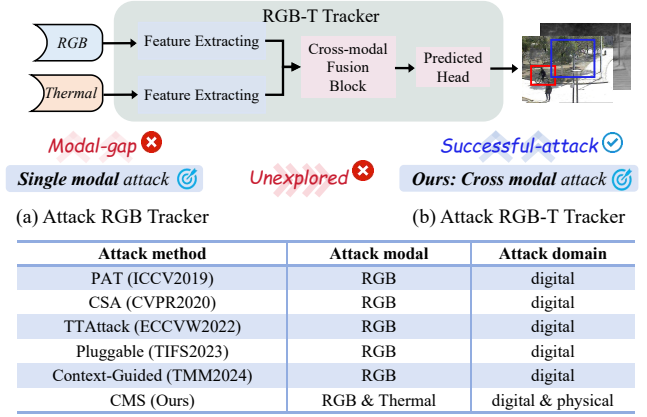 RGB-T Tracker
RGB
Feature Extracting
Thermal
Feature Extracting
Cross-modal
Fusion
Block
Predicted
Head
Modal-gap
Single modal attack
Unexplored
Successful-attack
Ours: Cross modal attack
(a) Attack RGB Tracker
(b) Attack RGB-T Tracker
Attack method Attack modal Attack domain
PAT (ICCV2019) RGB digital
CSA (CVPR2020) RGB digital
TTAttack (ECCVW2022) RGB digital
Pluggable (TIFS2023) RGB digital
Context-Guided (TMM2024) RGB digital
CMS (Ours) RGB & Thermal digital & physical